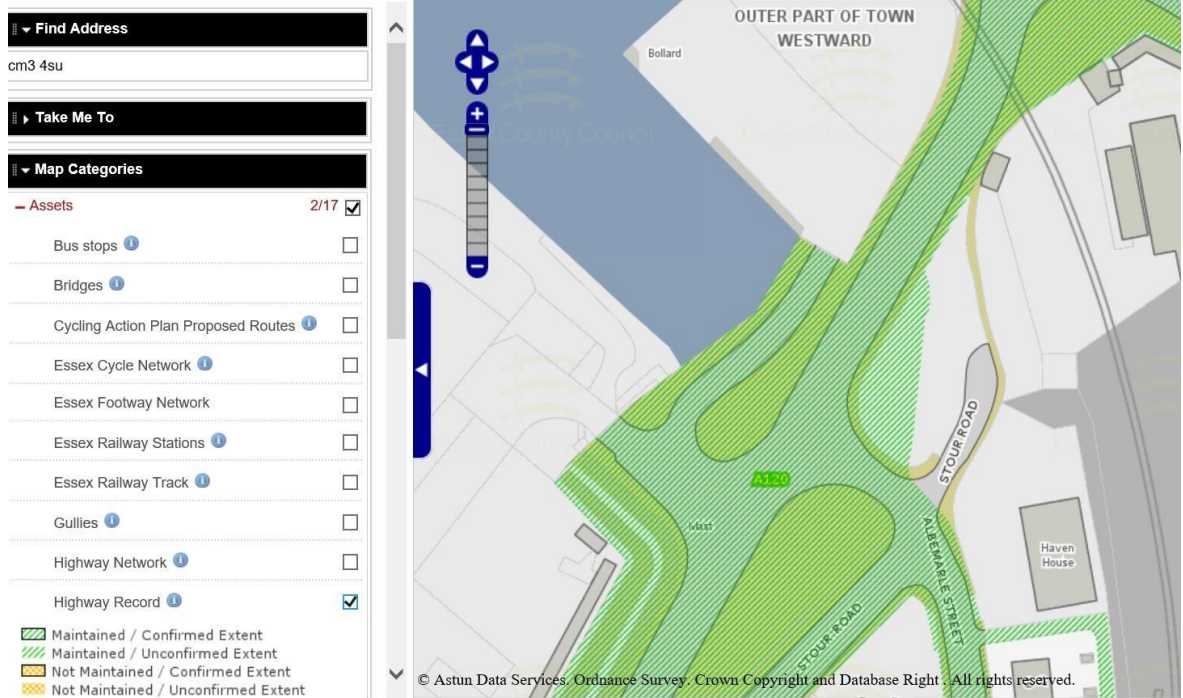 Find Address
cm3 4su
Take Me To
Map Categories
Assets 2/17
Bus stops
Bridges
Cycling Action Plan Proposed Routes
Essex Cycle Network
Essex Footway Network
Essex Railway Stations
Essex Railway Track
Gullies
Highway Network
Highway Record
Maintained / Confirmed Extent
Maintained / Unconfirmed Extent
Not Maintained / Confirmed Extent
Not Maintained / Unconfirmed Extent
OUTER PART OF TOWN
WESTWARD
Bollard
Essex County Council
STOUR ROAD
A120
Mast
ALBEMARLE STREET
Haven
House
STOUR ROAD
© Astun Data Services. Ordnance Survey. Crown Copyright and Database Right . All rights reserved.